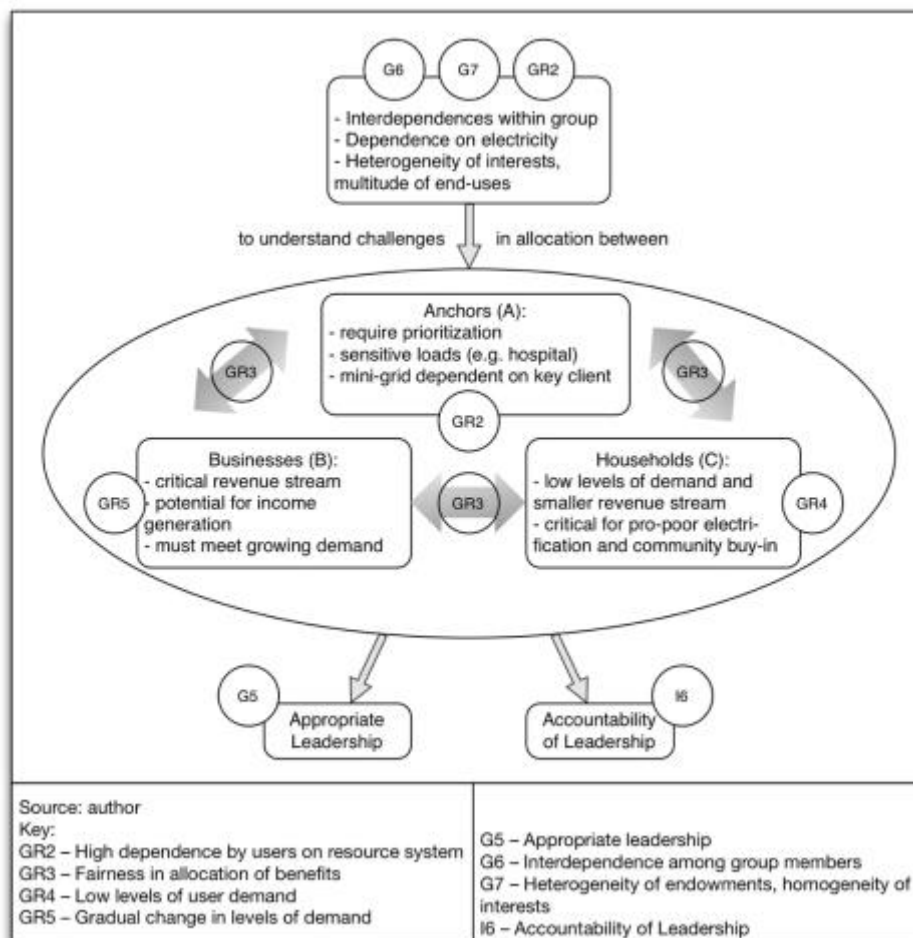 G6
G7
GR2
- Interdependences within group
- Dependence on electricity
- Heterogeneity of interests,
multitude of end-uses
to understand challenges
in allocation between
Anchors (A):
- require prioritization
- sensitive loads (e.g. hospital)
- mini-grid dependent on key client
GR3
GR3
GR2
Businesses (B):
- critical revenue stream
- potential for income
generation
- must meet growing demand
GR5
GR3
Households (C):
- low levels of demand and
smaller revenue stream
- critical for pro-poor electri-
fication and community buy-in
GR4
G5
Appropriate
Leadership
I6
Accountability
of Leadership
Source: author
Key:
GR2 – High dependence by users on resource system
GR3 – Fairness in allocation of benefits
GR4 – Low levels of user demand
GR5 – Gradual change in levels of demand
G5 – Appropriate leadership
G6 – Interdependence among group members
G7 – Heterogeneity of endowments, homogeneity of
interests
I6 – Accountability of Leadership